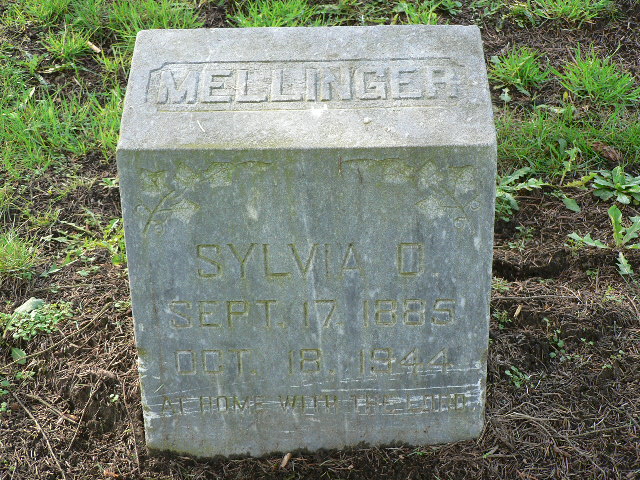 MELLINGER
SYLVIA O.
SEPT. 17, 1885
OCT. 18, 1944
AT HOME WITH THE LORD.